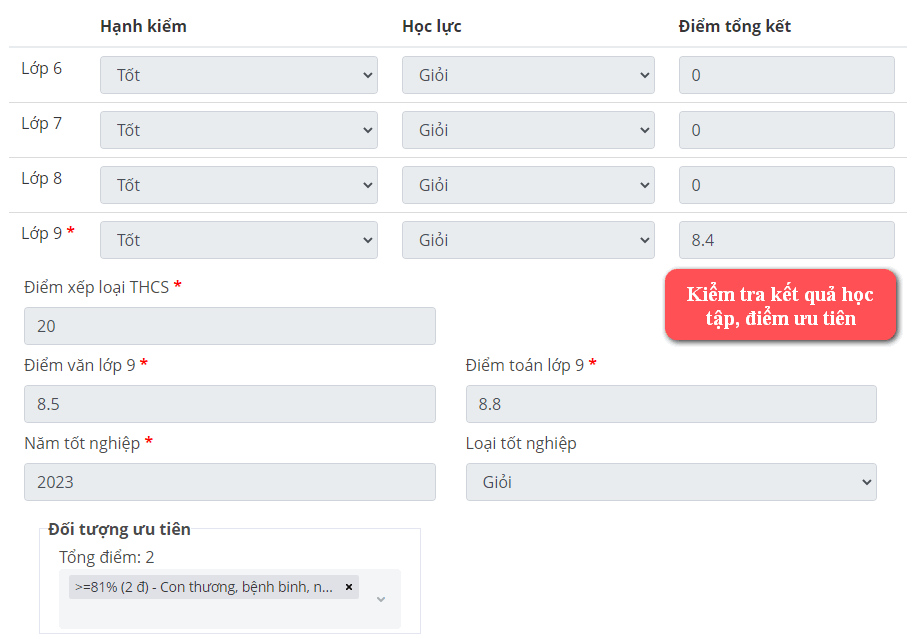 Hạnh kiểm Học lực Điểm tổng kết
Lớp 6 Tốt Giỏi 0
Lớp 7 Tốt Giỏi 0
Lớp 8 Tốt Giỏi 0
Lớp 9 * Tốt Giỏi 8.4
Điểm xếp loại THCS *
20
Kiểm tra kết quả học
tập, điểm ưu tiên
Điểm văn lớp 9 * Điểm toán lớp 9 *
8.5 8.8
Năm tốt nghiệp * Loại tốt nghiệp
2023 Giỏi
Đối tượng ưu tiên
Tổng điểm: 2
>=81% (2 đ) - Con thương, bệnh binh, n... ×